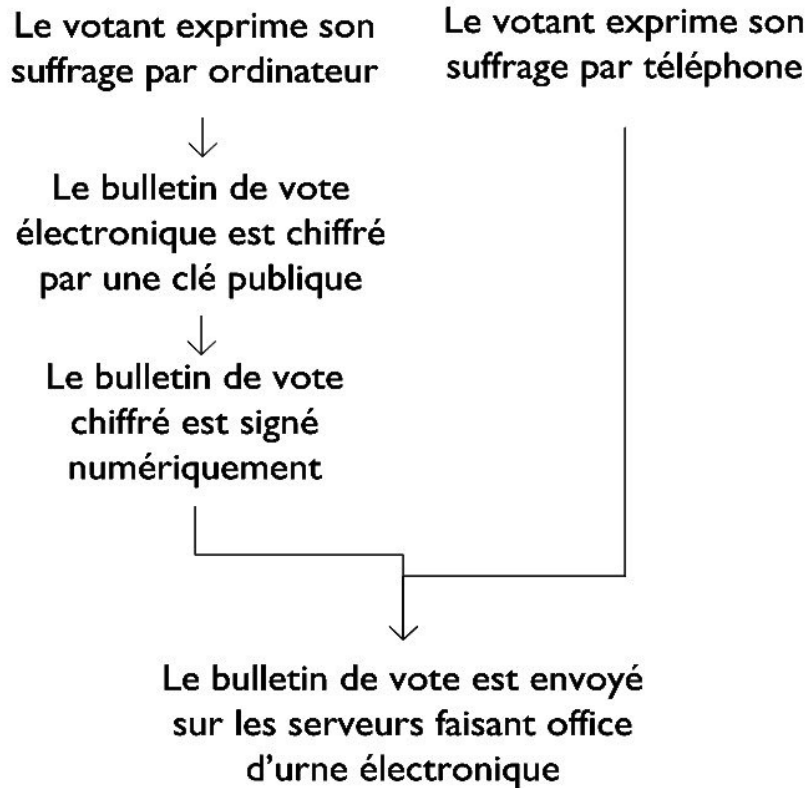 Le votant exprime son
suffrage par ordinateur
Le votant exprime son
suffrage par téléphone
Le bulletin de vote
électronique est chiffré
par une clé publique
Le bulletin de vote
chiffré est signé
numériquement
Le bulletin de vote est envoyé
sur les serveurs faisant office
d'urne électronique